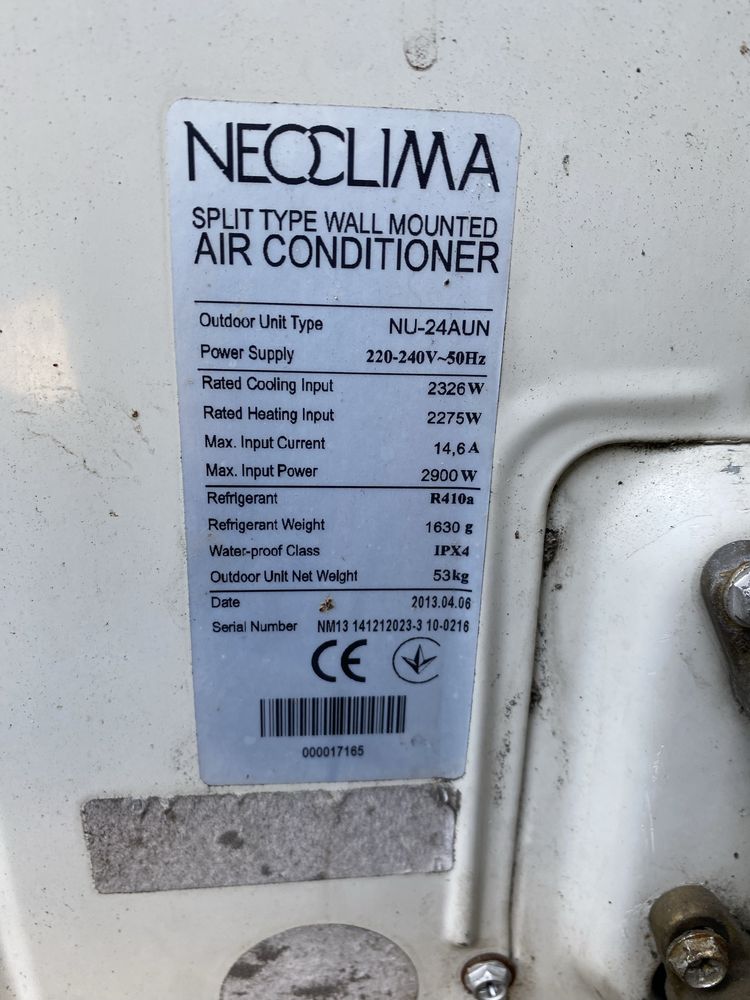 NEOCLIMA
SPLIT TYPE WALL MOUNTED
AIR CONDITIONER
Outdoor Unit Type NU-24AUN
Power Supply 220-240V~50Hz
Rated Cooling Input 2326W
Rated Heating Input 2275W
Max. Input Current 14,6 A
Max. Input Power 2900W
Refrigerant R410a
Refrigerant Weight 1630 g
Water-proof Class IPX4
Outdoor Unit Net Weight 53kg
Date 2013.04.06
Serial Number NM13 141212023-3 10-0216
CE
000017165